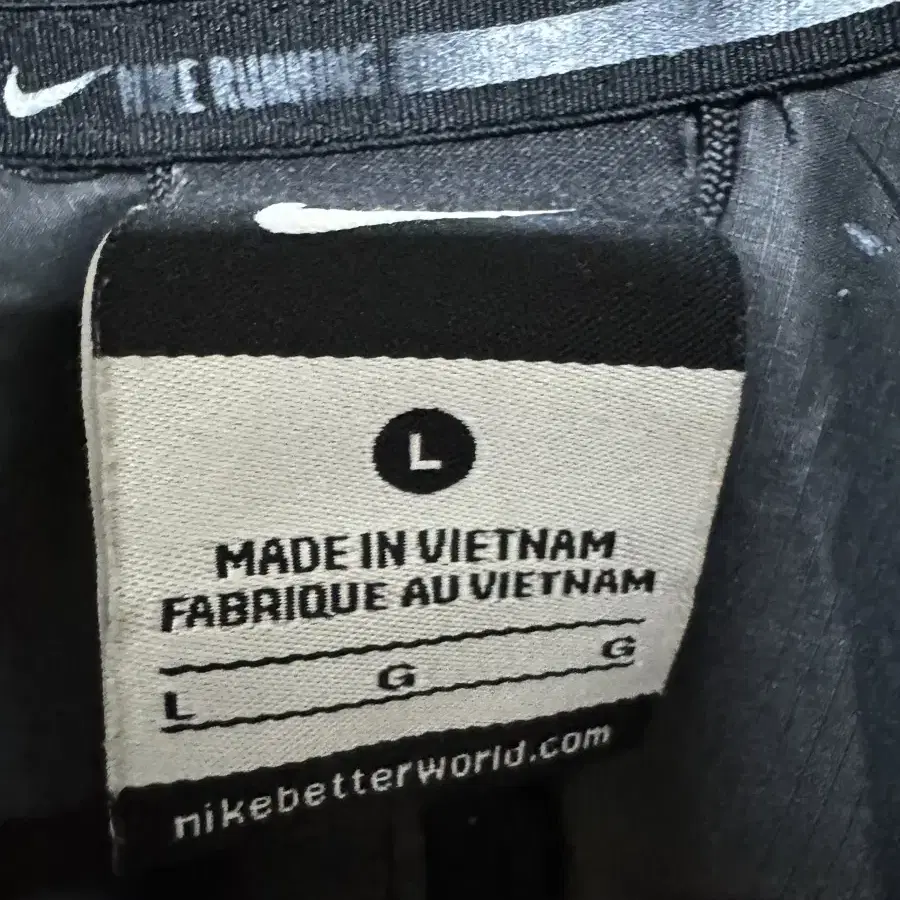 NIKE RUNNING
L
MADE IN VIETNAM
FABRIQUE AU VIETNAM
L G G
nikebetterworld.com